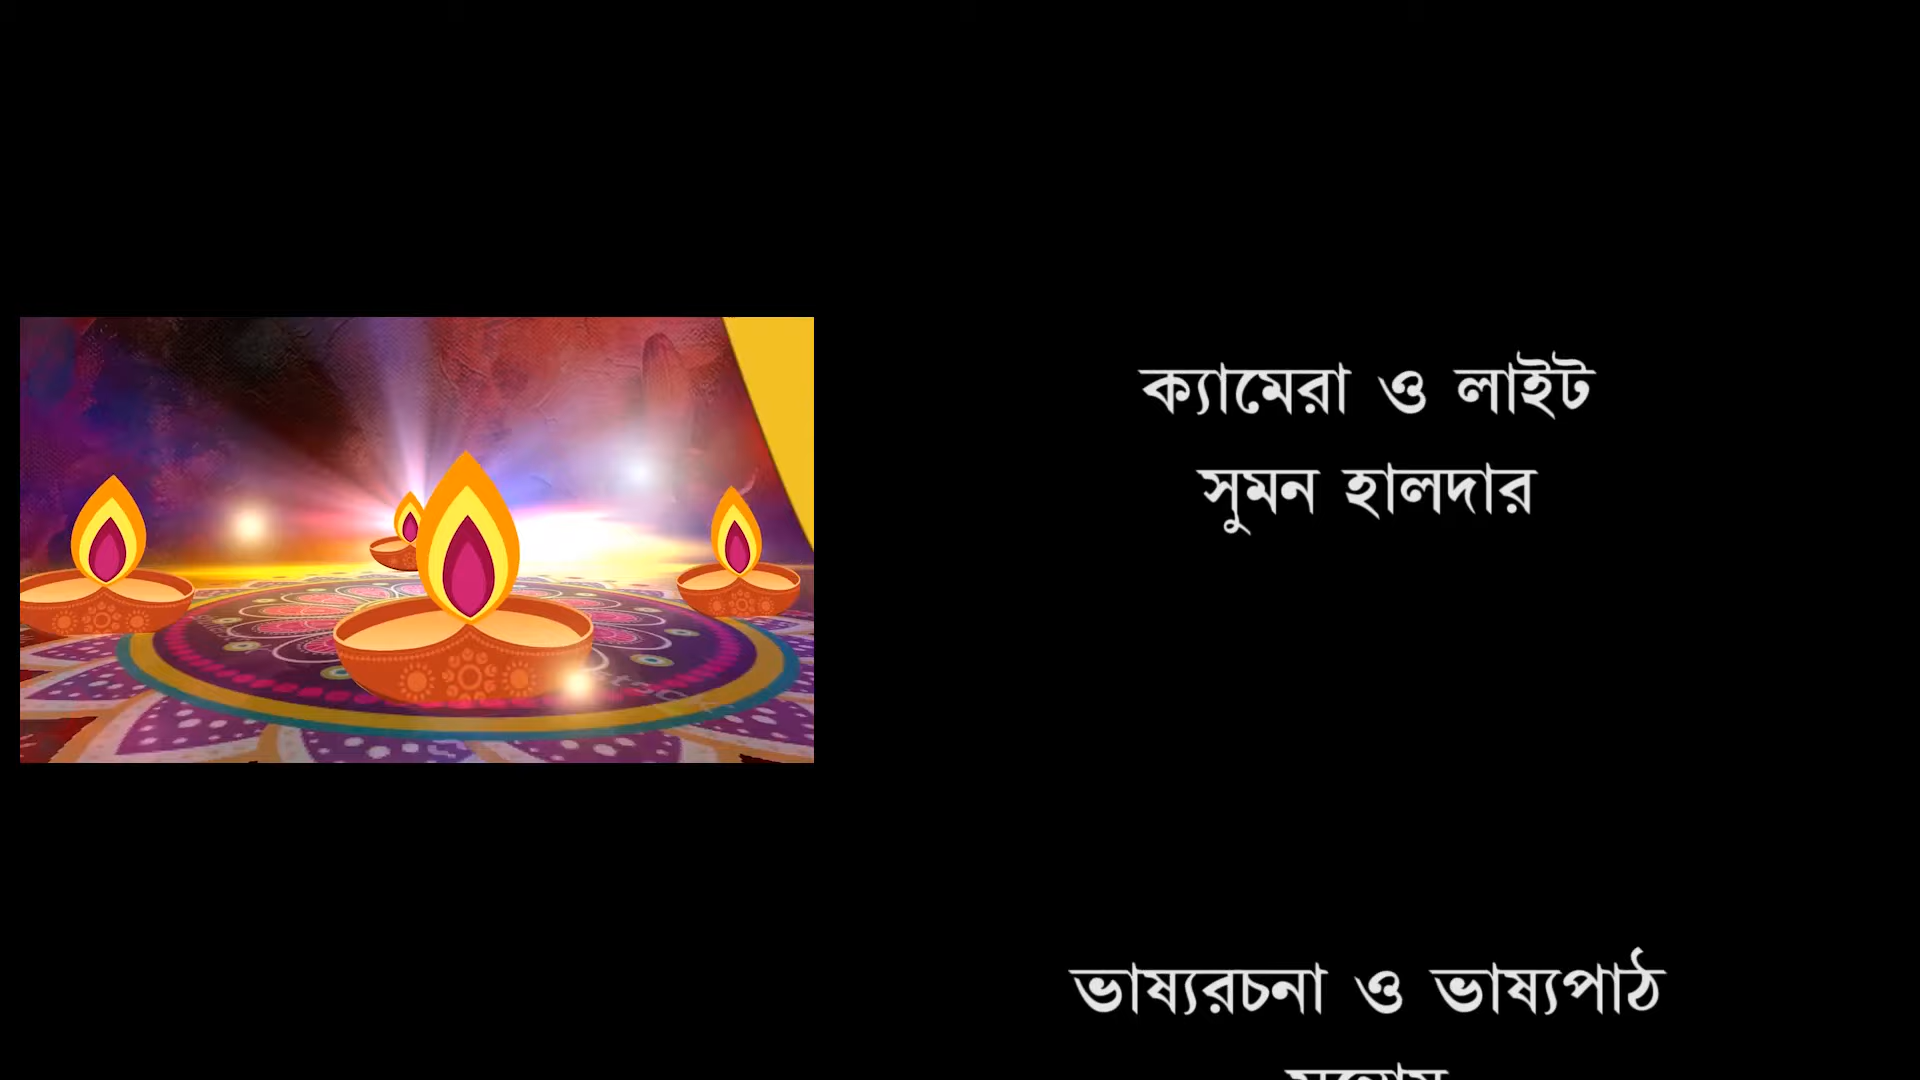 ক্যামেরা ও লাইট
সুমন হালদার
ভাষ্যরচনা ও ভাষ্যপাঠ